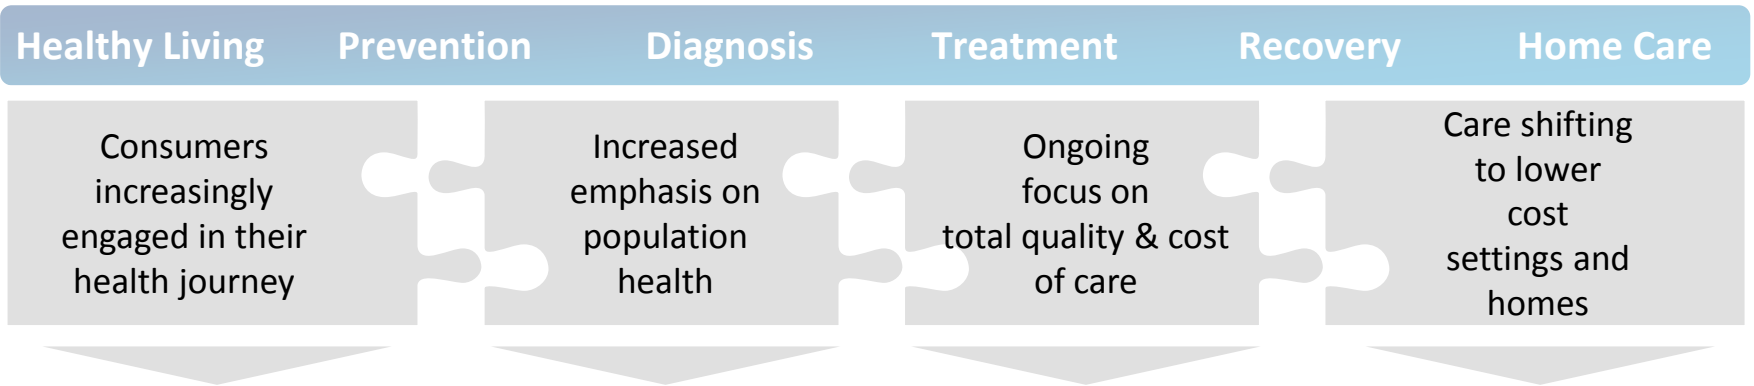 Healthy Living Prevention Diagnosis Treatment Recovery Home Care
Consumers
increasingly
engaged in their
health journey
Increased
emphasis on
population
health
Ongoing
focus on
total quality & cost
of care
Care shifting
to lower
cost
settings and
homes